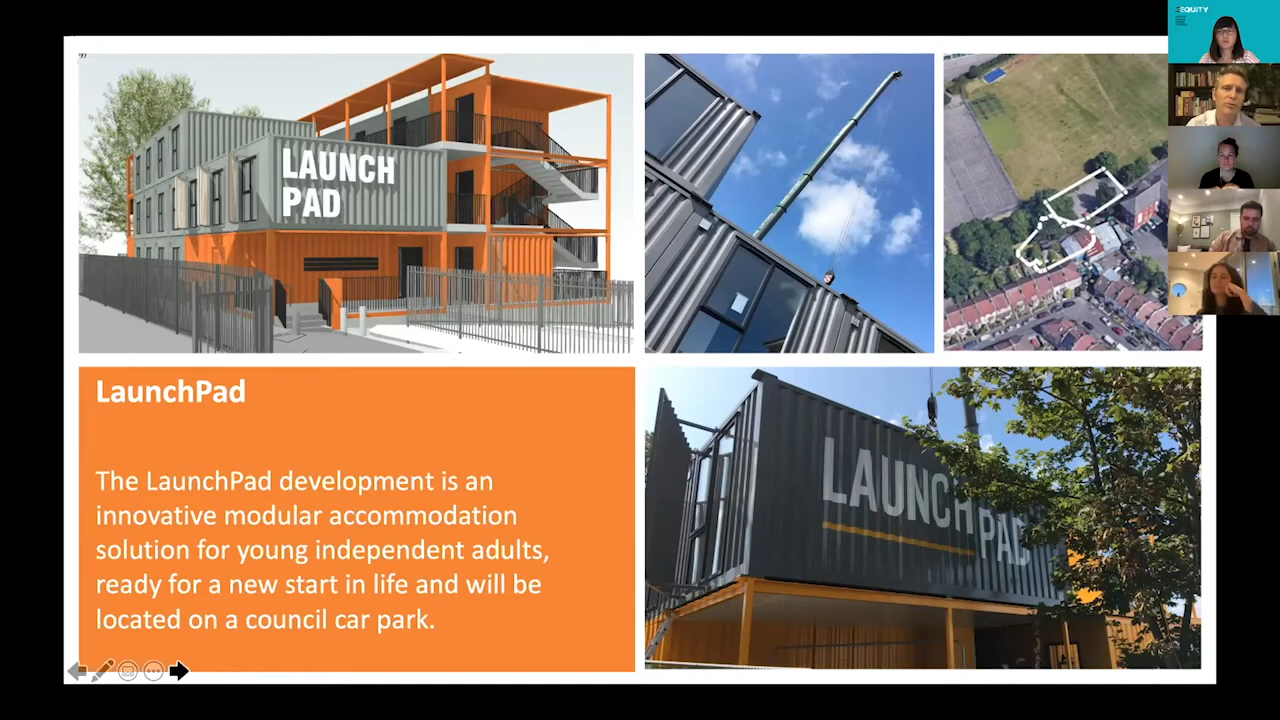 LAUNCH
PAD
LaunchPad
The LaunchPad development is an
innovative modular accommodation
solution for young independent adults,
ready for a new start in life and will be
located on a council car park.
LAUNCH
PAD
EQUITY